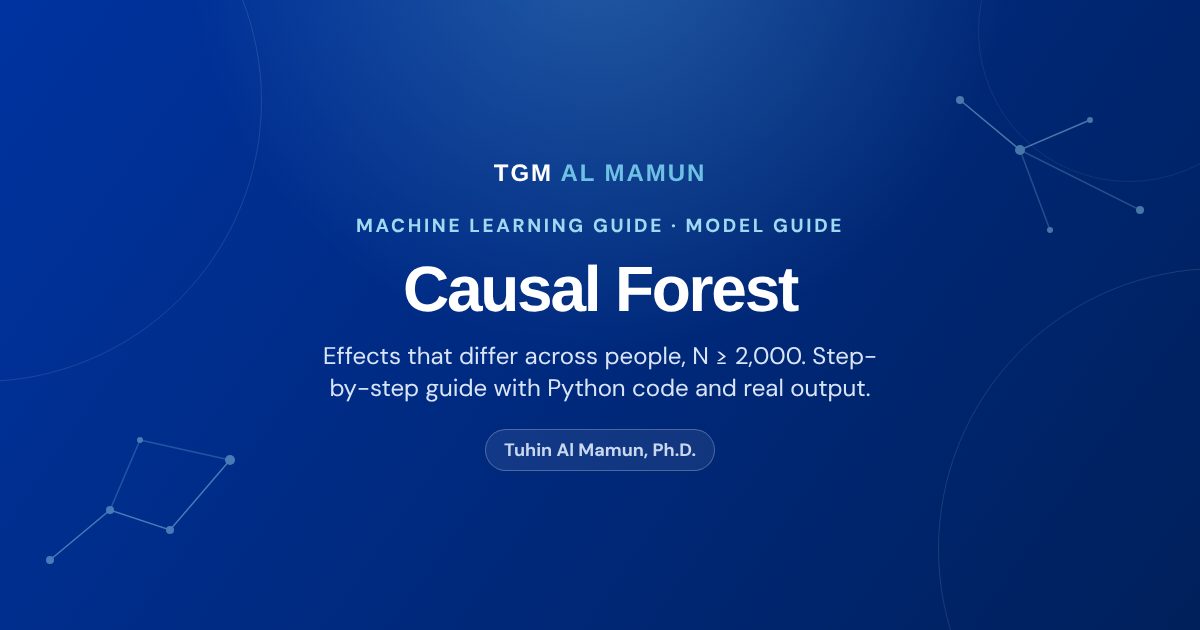 TGM AL MAMUN
MACHINE LEARNING GUIDE · MODEL GUIDE
Causal Forest
Effects that differ across people, N ≥ 2,000. Step-
by-step guide with Python code and real output.
Tuhin Al Mamun, Ph.D.